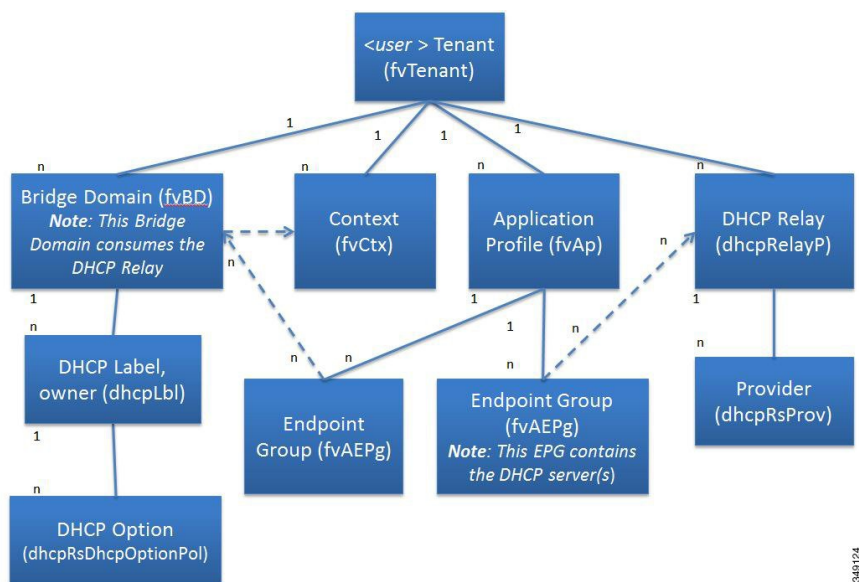 <user > Tenant
(fvTenant)
1
1
1
1
n
n
n
n
Bridge Domain (fvBD)
Note: This Bridge
Domain consumes the
DHCP Relay
Context
(fvCtx)
Application
Profile (fvAp)
DHCP Relay
(dhcpRelayP)
n
n
1
n
1
1
1
n
n
n
n
n
n
DHCP Label,
owner (dhcpLbl)
Endpoint
Group (fvAEPg)
Endpoint Group
(fvAEPg)
Note: This EPG contains
the DHCP server(s)
Provider
(dhcpRsProv)
1
n
DHCP Option
(dhcpRsDhcpOptionPol)
349124